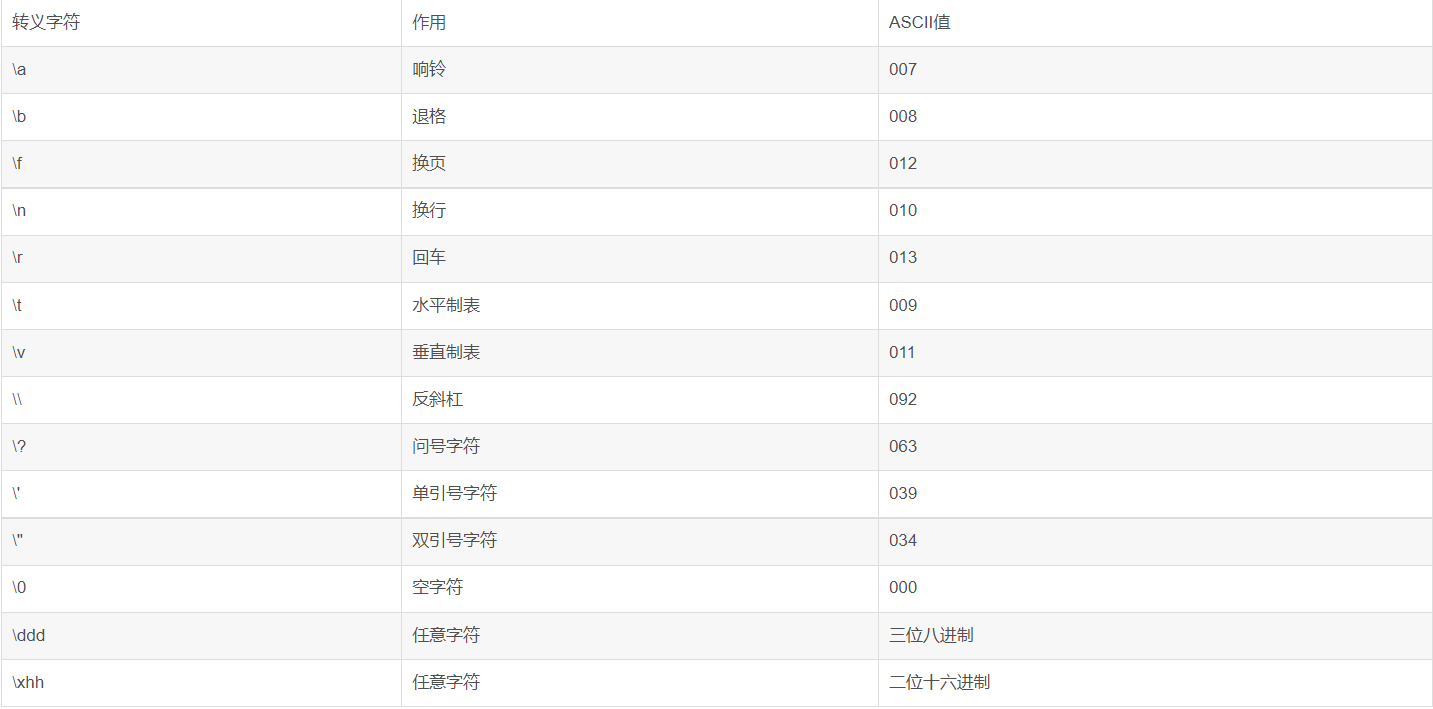 转义字符 作用 ASCII值
\a 响铃 007
\b 退格 008
\f 换页 012
\n 换行 010
\r 回车 013
\t 水平制表 009
\v 垂直制表 011
\\ 反斜杠 092
\? 问号字符 063
\' 单引号字符 039
\" 双引号字符 034
\0 空字符 000
\ddd 任意字符 三位八进制
\xhh 任意字符 二位十六进制